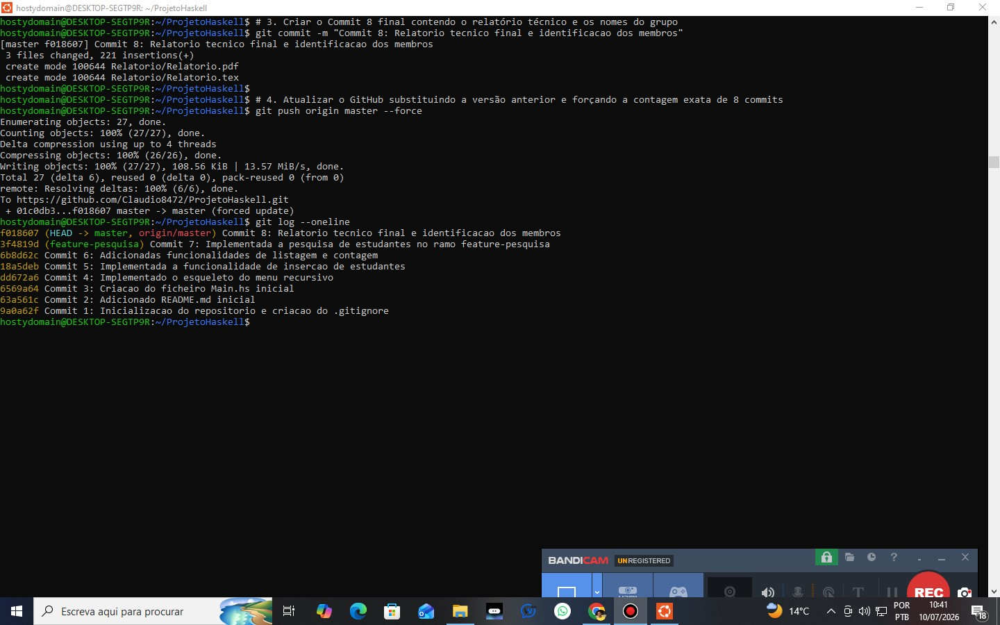 hostydomain@DESKTOP-SEGTP9R: ~/ProjetoHaskell
hostydomain@DESKTOP-SEGTP9R:~/ProjetoHaskell$ # 3. Criar o Commit 8 final contendo o relatório técnico e os nomes do grupo
hostydomain@DESKTOP-SEGTP9R:~/ProjetoHaskell$ git commit -m "Commit 8: Relatorio tecnico final e identificacao dos membros"
[master f018607] Commit 8: Relatorio tecnico final e identificacao dos membros
 3 files changed, 221 insertions(+)
 create mode 100644 Relatorio/Relatorio.pdf
 create mode 100644 Relatorio/Relatorio.tex
hostydomain@DESKTOP-SEGTP9R:~/ProjetoHaskell$
hostydomain@DESKTOP-SEGTP9R:~/ProjetoHaskell$ # 4. Atualizar o GitHub substituindo a versão anterior e forçando a contagem exata de 8 commits
hostydomain@DESKTOP-SEGTP9R:~/ProjetoHaskell$ git push origin master --force
Enumerating objects: 27, done.
Counting objects: 100% (27/27), done.
Delta compression using up to 4 threads
Compressing objects: 100% (26/26), done.
Writing objects: 100% (27/27), 108.56 KiB | 13.57 MiB/s, done.
Total 27 (delta 6), reused 0 (delta 0), pack-reused 0 (from 0)
remote: Resolving deltas: 100% (6/6), done.
To https://github.com/Claudio8472/ProjetoHaskell.git
 + 01c0db3...f018607 master -> master (forced update)
hostydomain@DESKTOP-SEGTP9R:~/ProjetoHaskell$ git log --oneline
f018607 (HEAD -> master, origin/master) Commit 8: Relatorio tecnico final e identificacao dos membros
3f4819d (feature-pesquisa) Commit 7: Implementada a pesquisa de estudantes no ramo feature-pesquisa
6b8d62c Commit 6: Adicionadas funcionalidades de listagem e contagem
18a5deb Commit 5: Implementada a funcionalidade de insercao de estudantes
dd672a6 Commit 4: Implementado o esqueleto do menu recursivo
6569a64 Commit 3: Criacao do ficheiro Main.hs inicial
63a561c Commit 2: Adicionado README.md inicial
9a0a62f Commit 1: Inicializacao do repositorio e criacao do .gitignore
hostydomain@DESKTOP-SEGTP9R:~/ProjetoHaskell$
BANDICAM UNREGISTERED
REC
Escreva aqui para procurar
14°C
POR
PTB
10:41
10/07/2026
18